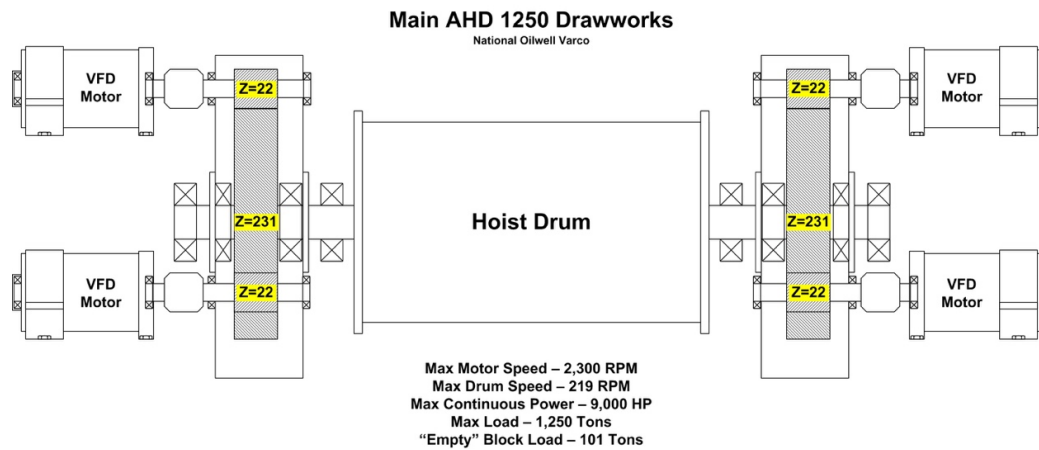 Main AHD 1250 Drawworks
National Oilwell Varco
VFD
Motor
Z=22
Z=22
VFD
Motor
Z=231
Hoist Drum
Z=231
VFD
Motor
Z=22
Z=22
VFD
Motor
Max Motor Speed – 2,300 RPM
Max Drum Speed – 219 RPM
Max Continuous Power – 9,000 HP
Max Load – 1,250 Tons
“Empty” Block Load – 101 Tons